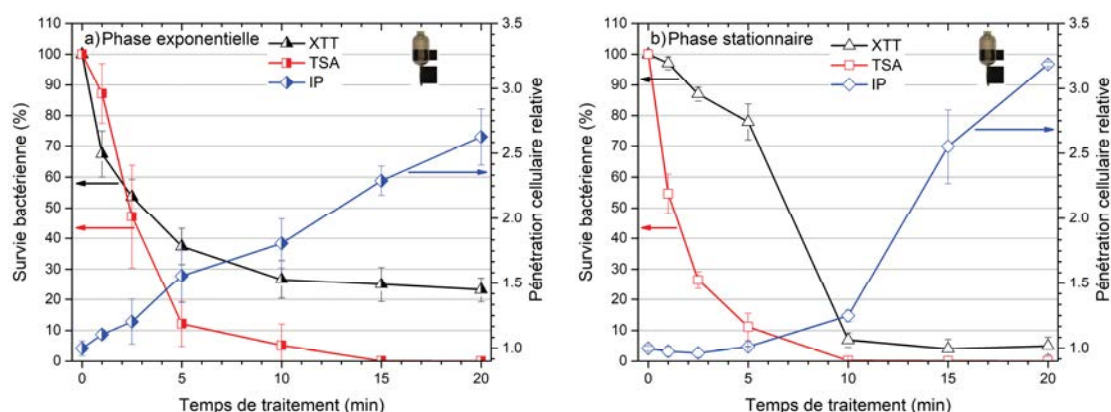 a) Phase exponentielle
XTT
TSA
IP
Survie bactérienne (%)
110
100
90
80
70
60
50
40
30
20
10
0
3.5
3.0
2.5
2.0
1.5
1.0
Pénétration cellulaire relative
0 5 10 15 20
Temps de traitement (min)
b) Phase stationnaire
XTT
TSA
IP
Survie bactérienne (%)
110
100
90
80
70
60
50
40
30
20
10
0
3.5
3.0
2.5
2.0
1.5
1.0
Pénétration cellulaire relative
0 5 10 15 20
Temps de traitement (min)